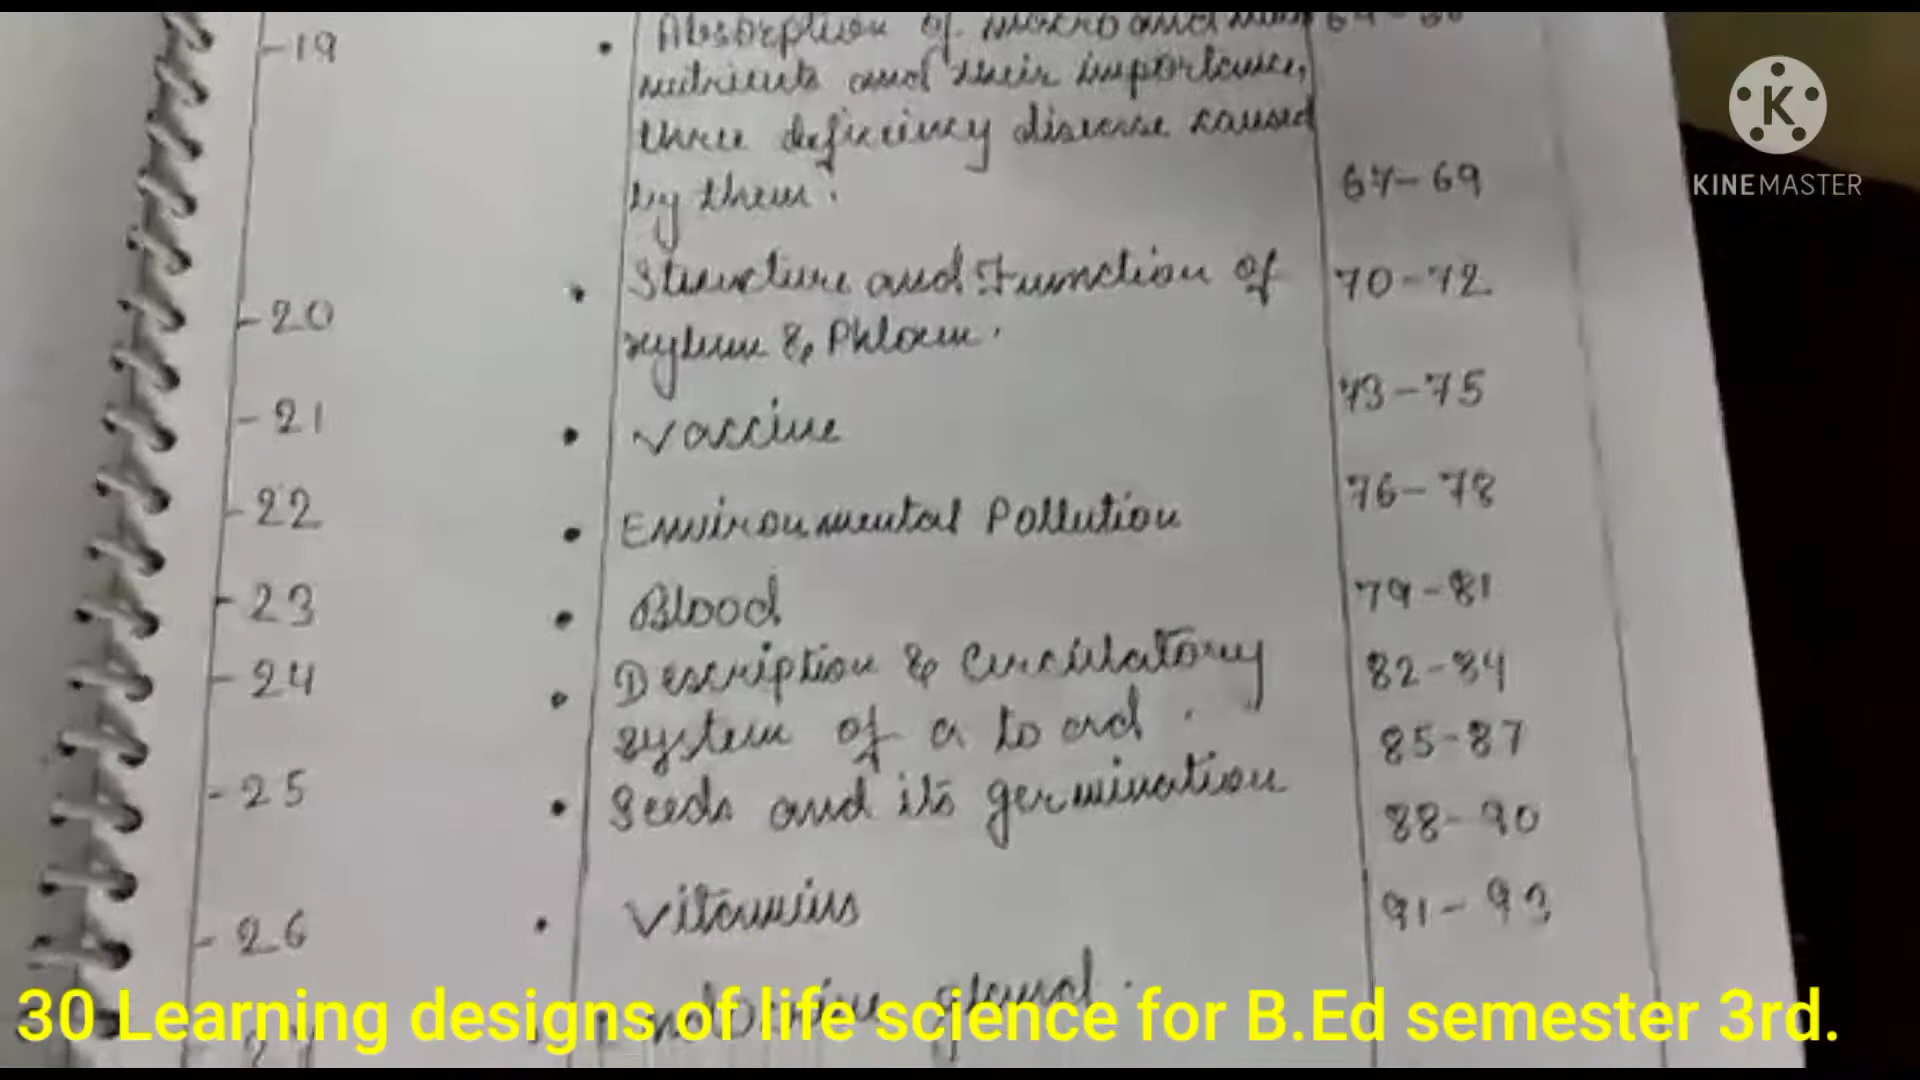 -19 • Absorption of macro and
nutrients and their importance,
three deficiency disease caused
by them. 67-69
-20 • Structure and Function of 70-72
xylem & Phloem.
-21 • Vaccine 73-75
-22 • Environmental Pollution 76-78
-23 • Blood 79-81
-24 • Description & Circulatory 82-84
system of a toad. 85-87
-25 • Seeds and its germination 88-90
-26 • Vitamins 91-93
gland.
KINEMASTER
30 Learning designs of life science for B.Ed semester 3rd.